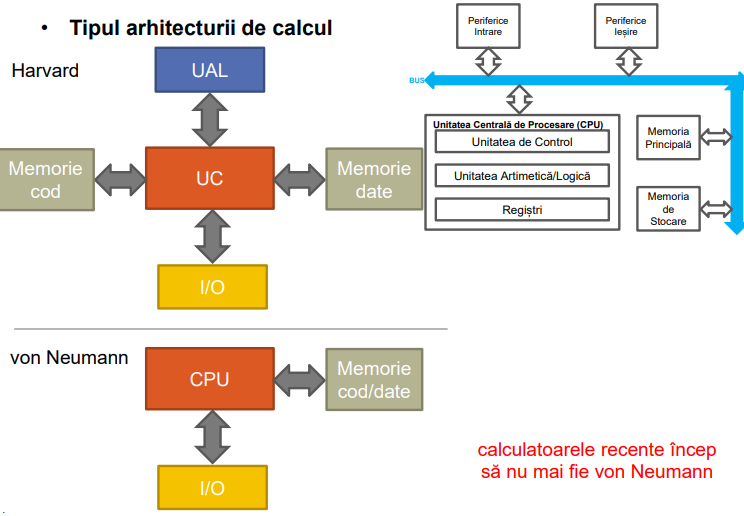 • Tipul arhitecturii de calcul
Harvard
UAL
Memorie
cod
UC
Memorie
date
I/O
Periferice
Intrare
Periferice
Ieșire
BUS
Unitatea Centrală de Procesare (CPU)
Unitatea de Control
Unitatea Artimetică/Logică
Regiștri
Memoria
Principală
Memoria
de
Stocare
von Neumann
CPU
Memorie
cod/date
I/O
calculatoarele recente încep
să nu mai fie von Neumann